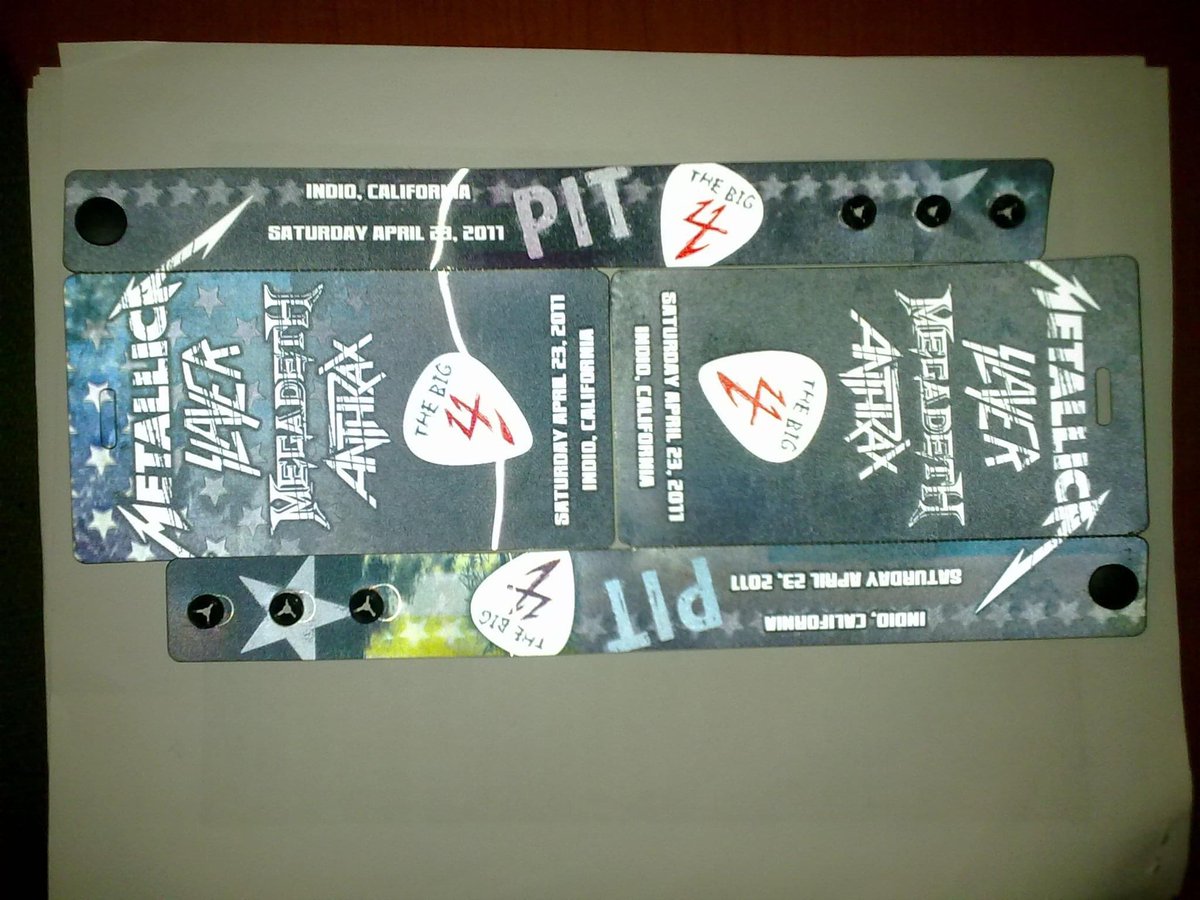 INDIO, CALIFORNIA
SATURDAY APRIL 23, 2011
PIT
THE BIG
4
METALLICA
SLAYER
MEGADETH
ANTHRAX
THE BIG
4
SATURDAY APRIL 23, 2011
INDIO, CALIFORNIA
METALLICA
SLAYER
MEGADETH
ANTHRAX
THE BIG
4
SATURDAY APRIL 23, 2011
INDIO, CALIFORNIA
INDIO, CALIFORNIA
SATURDAY APRIL 23, 2011
PIT
THE BIG
4